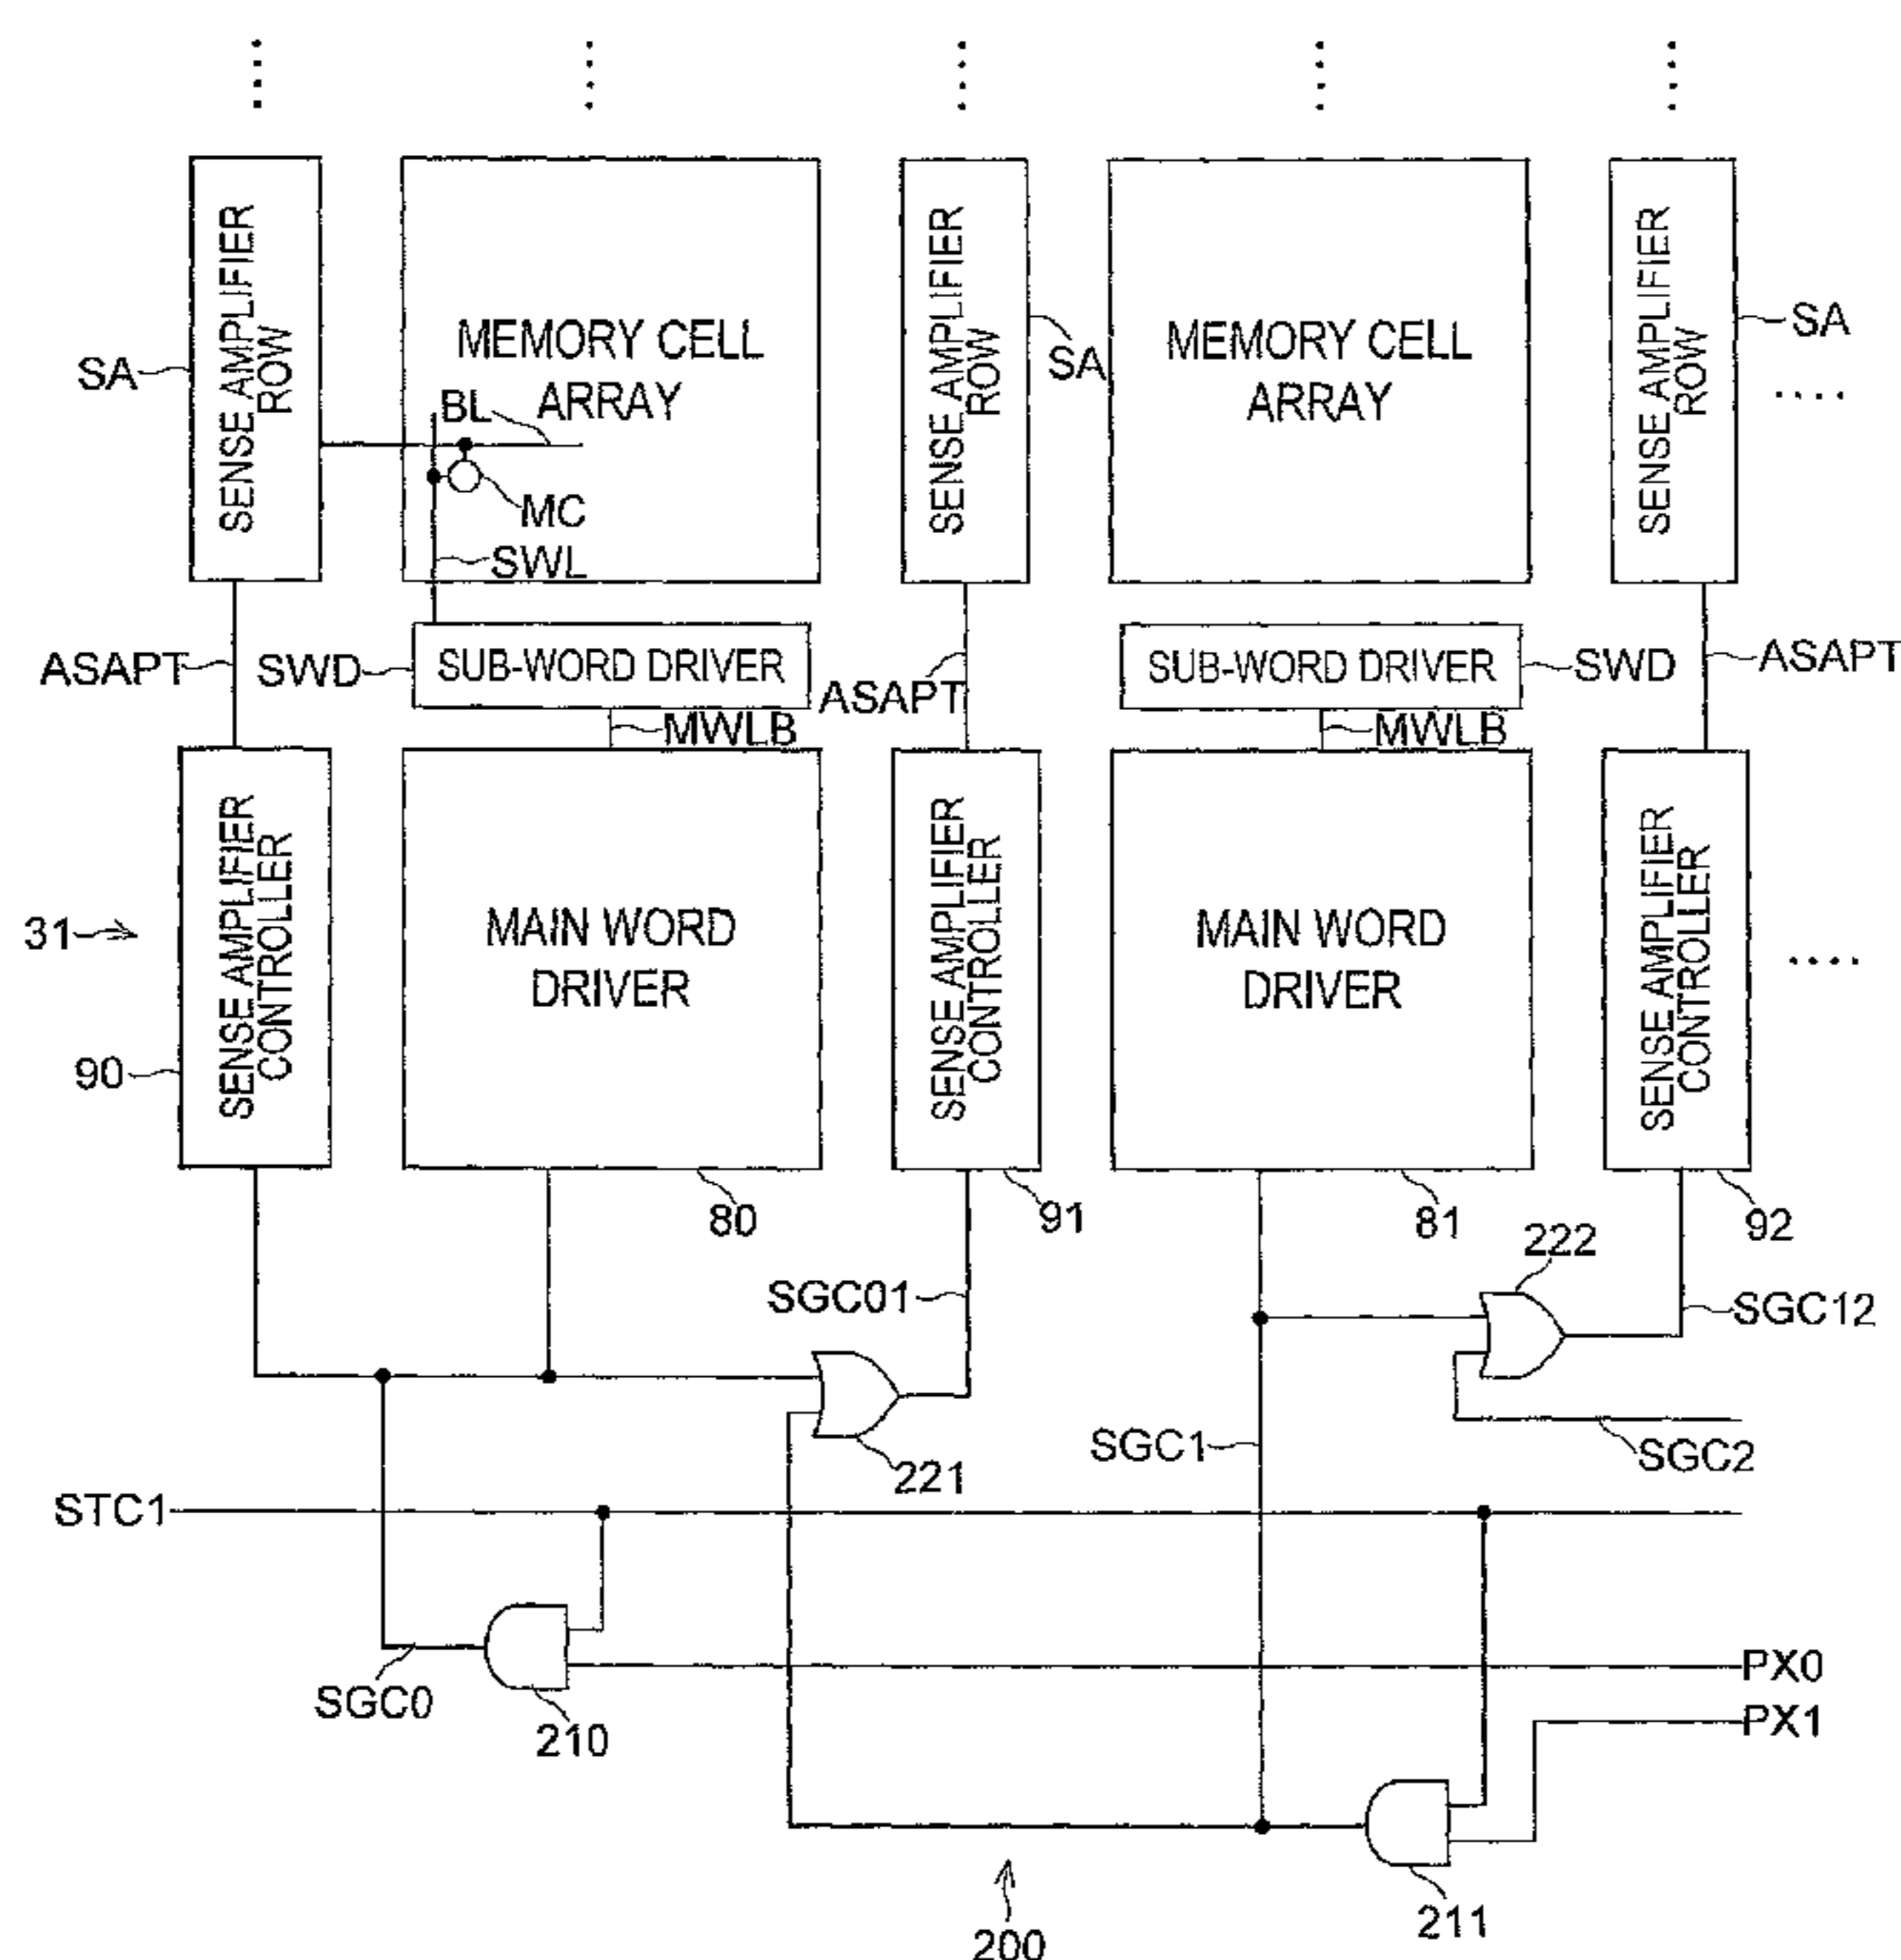 SENSE AMPLIFIER
ROW
MEMORY CELL
ARRAY
SENSE AMPLIFIER
ROW
MEMORY CELL
ARRAY
SENSE AMPLIFIER
ROW
SA
SA
SA
BL
MC
SWL
ASAPT
SWD
SUB-WORD DRIVER
ASAPT
SUB-WORD DRIVER
SWD
ASAPT
MWLB
MWLB
SENSE AMPLIFIER
CONTROLLER
MAIN WORD
DRIVER
SENSE AMPLIFIER
CONTROLLER
MAIN WORD
DRIVER
SENSE AMPLIFIER
CONTROLLER
31
90
80
91
81
92
222
SGC01
SGC12
221
SGC1
SGC2
STC1
PX0
SGC0
210
PX1
211
200